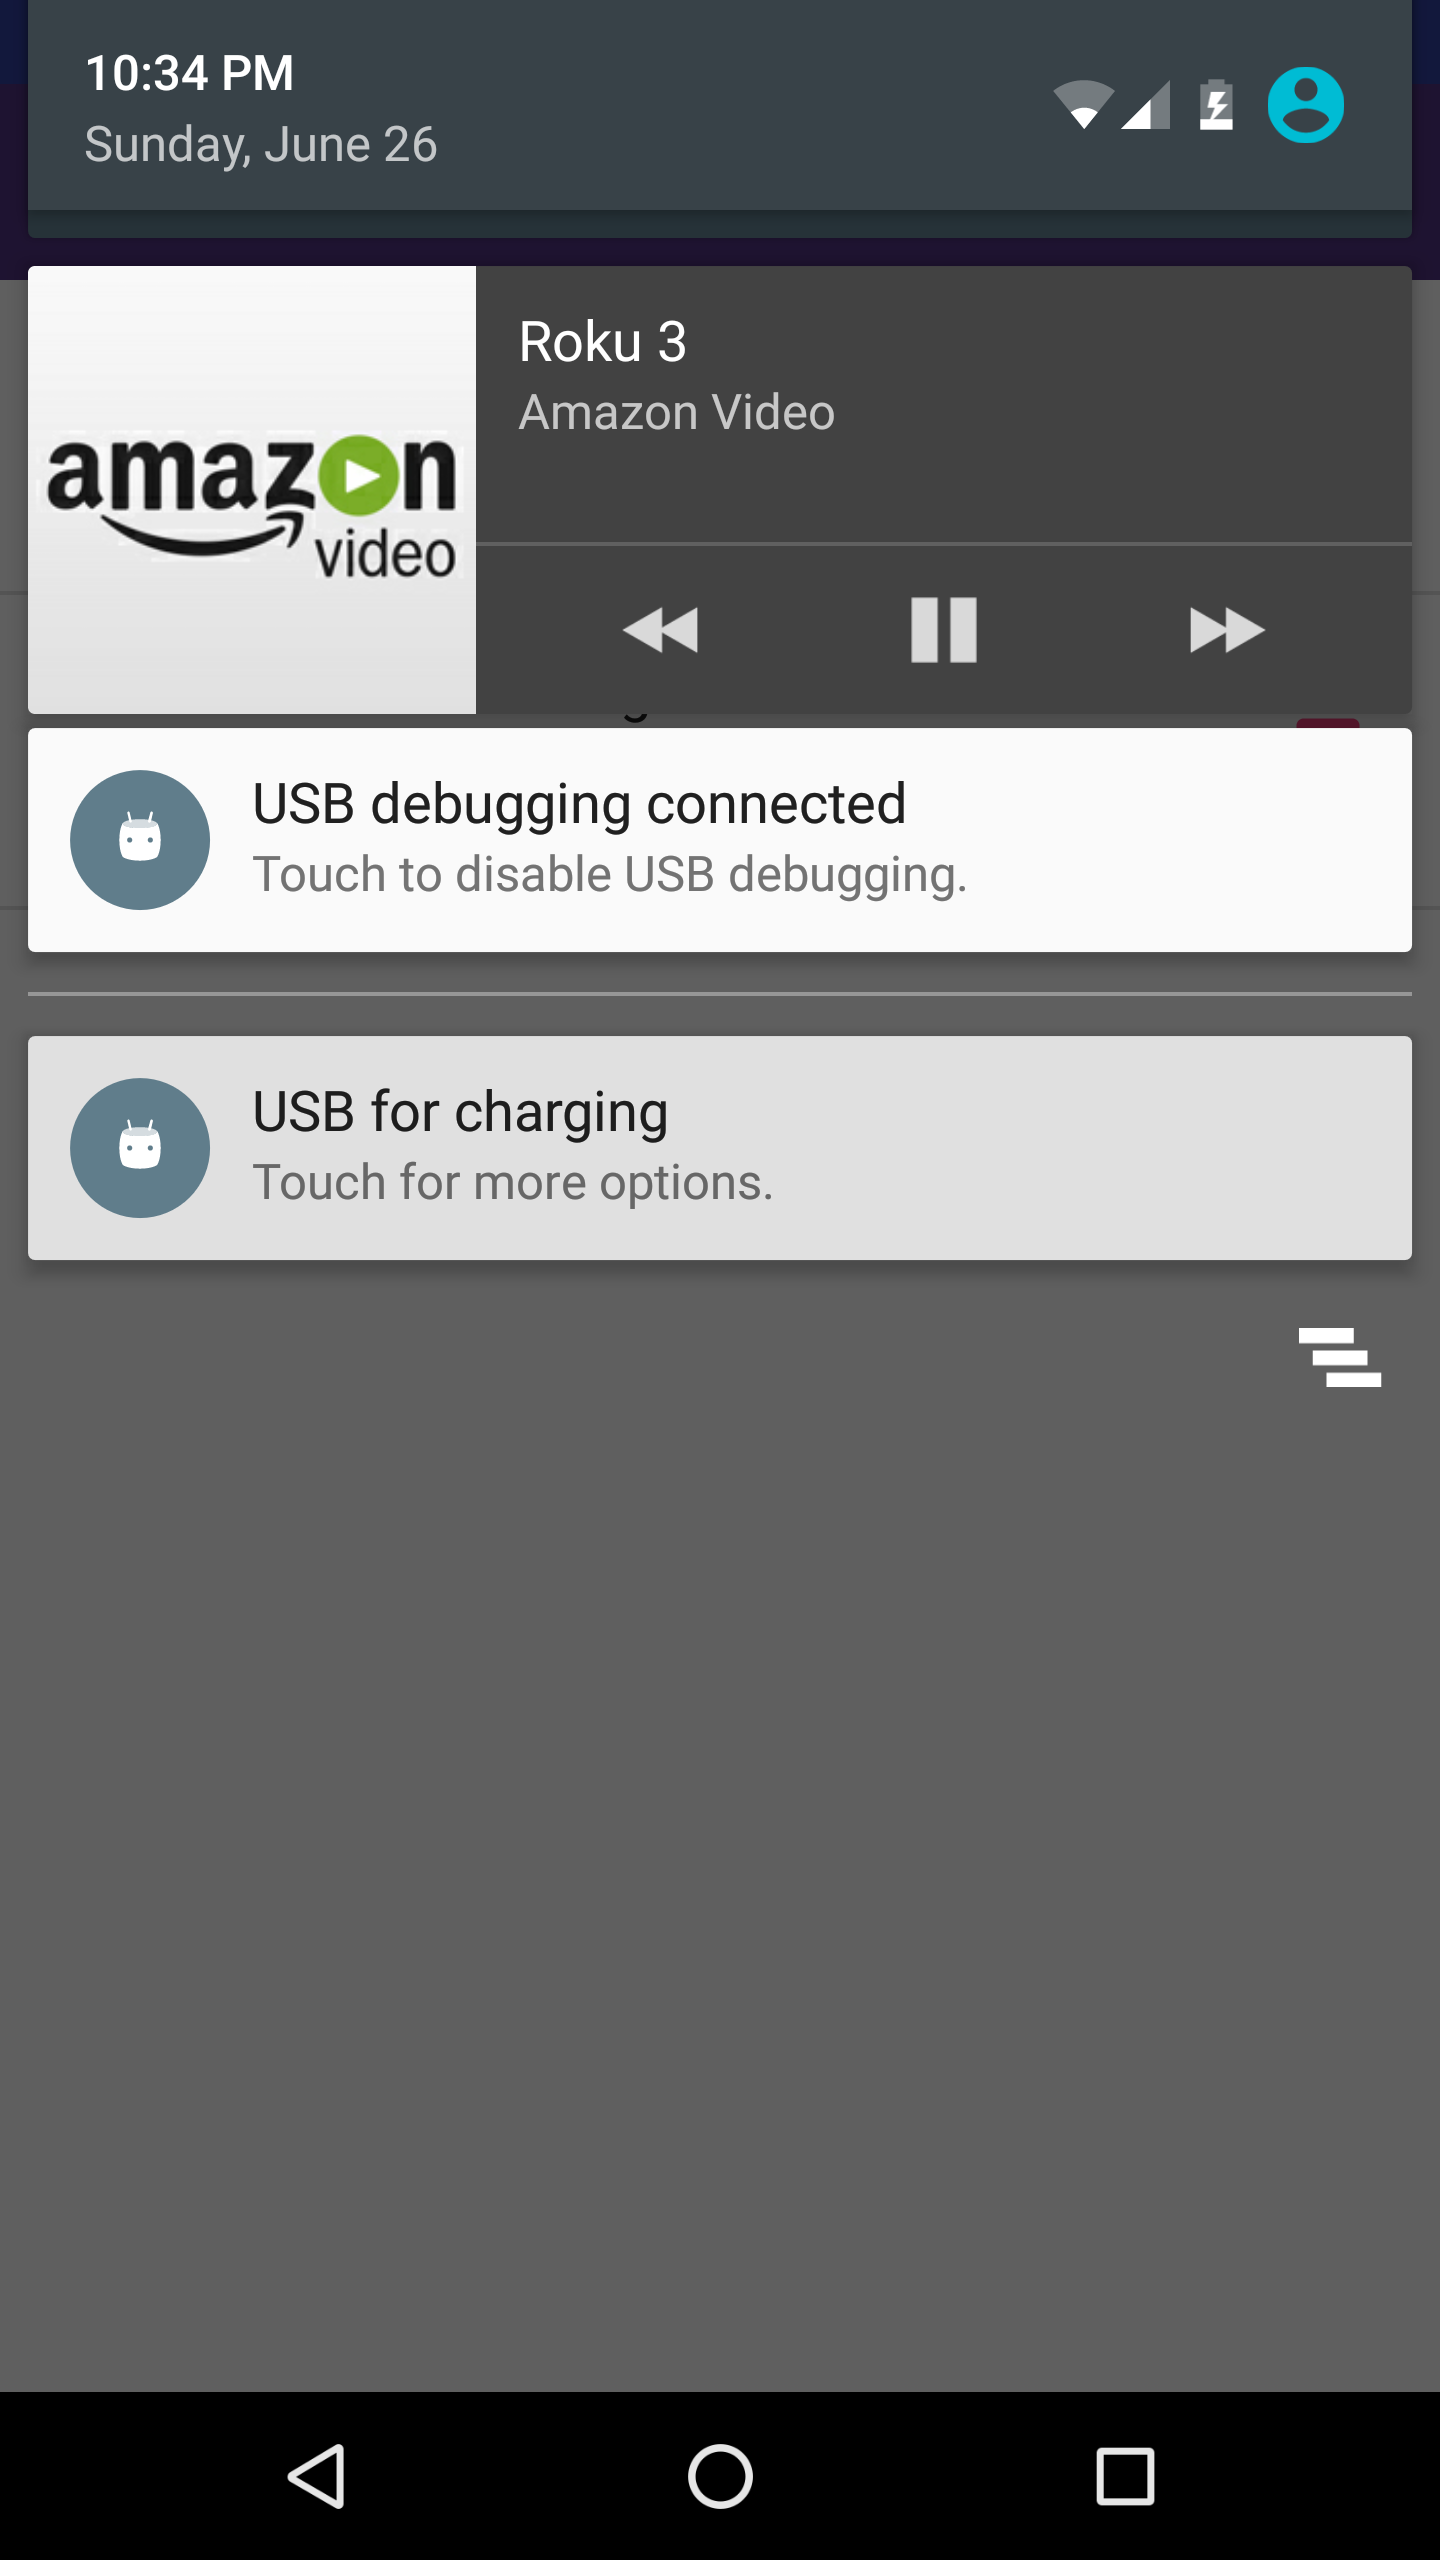 10:34 PM
Sunday, June 26
Roku 3
Amazon Video
amazon
video
USB debugging connected
Touch to disable USB debugging.
USB for charging
Touch for more options.